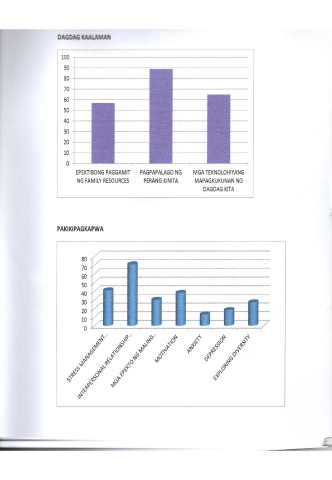 DAGDAG KAALAMAN
100
90
80
70
60
50
40
30
20
10
0
EPEKTIBONG PAGGAMIT
NG FAMILY RESOURCES
PAGPAPALAGO NG
PERANG KINITA
MGA TEKNOLOHIYANG
MAPAGKUKUNAN NG
DAGDAG KITA
PAKIKIPAGKAPWA
80
70
60
50
40
30
20
10
0
STRESS MANAGEMENT...
INTERPERSONAL RELATIONSHIP...
MGA EPEKTO NG MALING...
MOTIVATION
ANXIETY
DEPRESSION
EXPLORING DIVERSITY